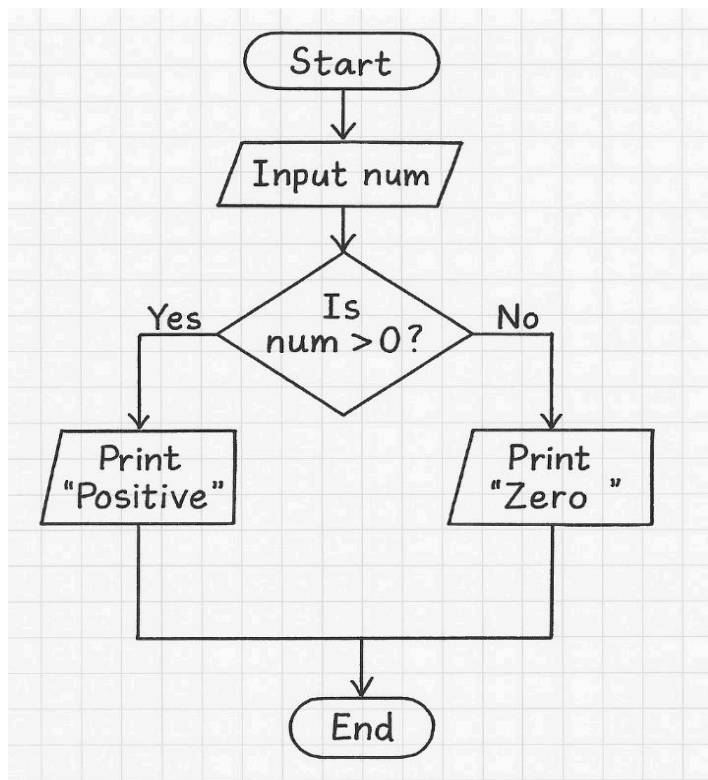 Start
Input num
Is
num >0?
Yes
No
Print
"Positive"
Print
"Zero "
End